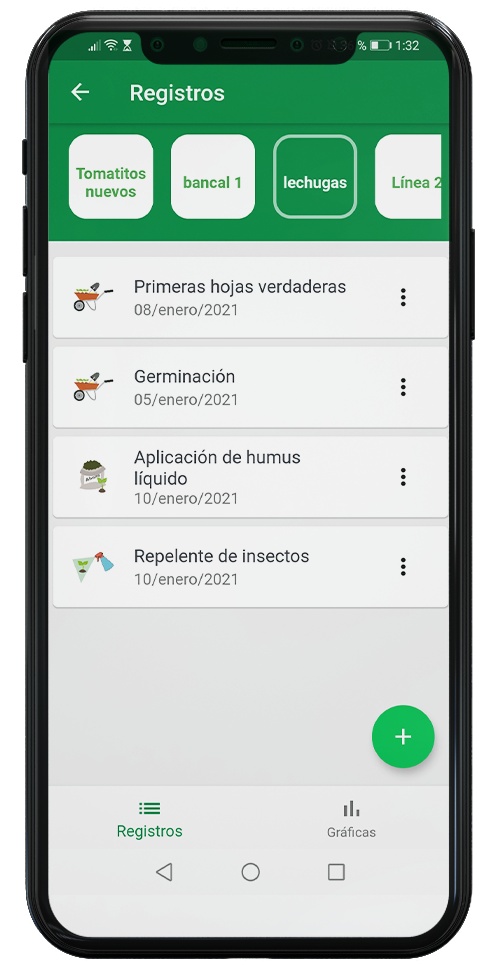 % 1:32
Registros
Tomatitos
nuevos
bancal 1
lechugas
Línea 2
Primeras hojas verdaderas
08/enero/2021
Germinación
05/enero/2021
Aplicación de humus
líquido
10/enero/2021
Repelente de insectos
10/enero/2021
+
Registros
Gráficas